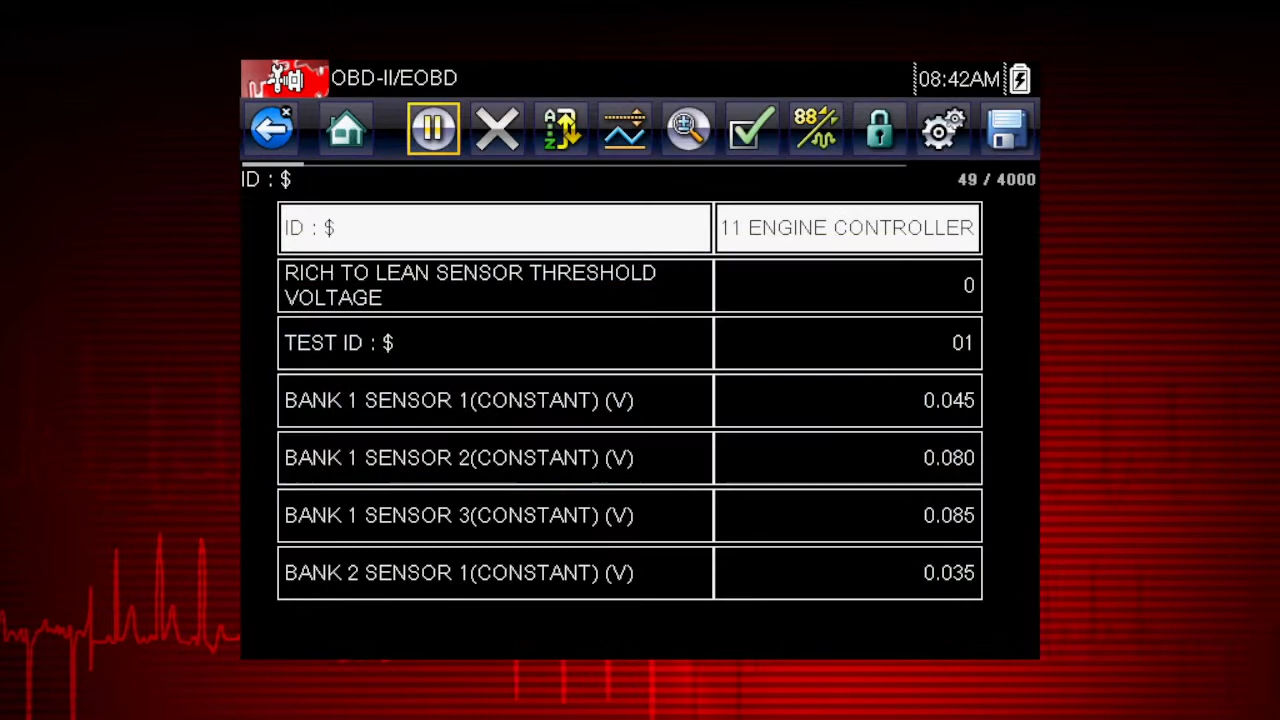 OBD-II/EOBD
08:42AM
A
Z
88
ID : $
49 / 4000
ID : $
11 ENGINE CONTROLLER
RICH TO LEAN SENSOR THRESHOLD
VOLTAGE
0
TEST ID : $
01
BANK 1 SENSOR 1(CONSTANT) (V)
0.045
BANK 1 SENSOR 2(CONSTANT) (V)
0.080
BANK 1 SENSOR 3(CONSTANT) (V)
0.085
BANK 2 SENSOR 1(CONSTANT) (V)
0.035